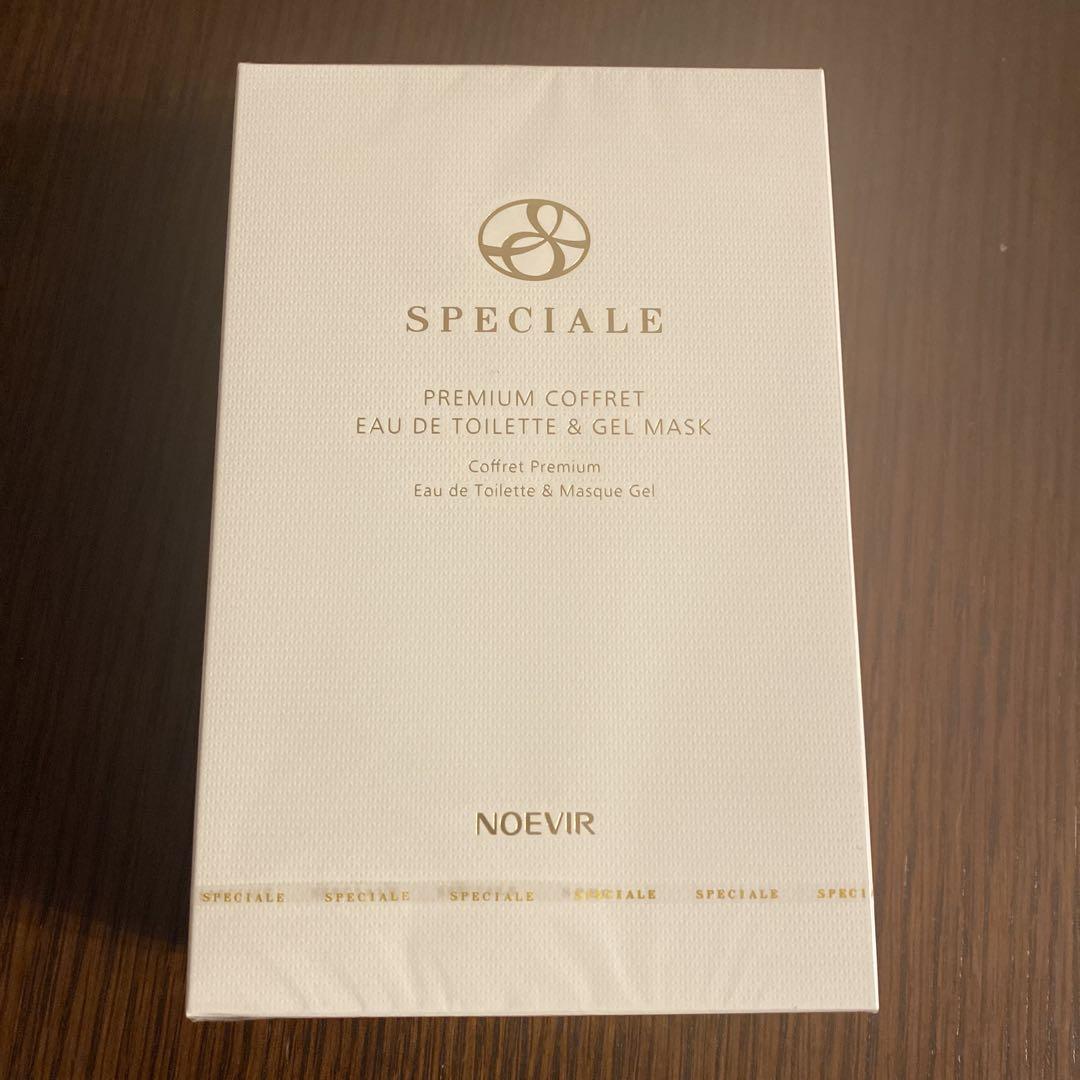 SPECIALE
PREMIUM COFFRET
EAU DE TOILETTE & GEL MASK
Coffret Premium
Eau de Toilette & Masque Gel
NOEVIR
SPECIALE SPECIALE SPECIALE SPECIALE SPECIALE SPECI